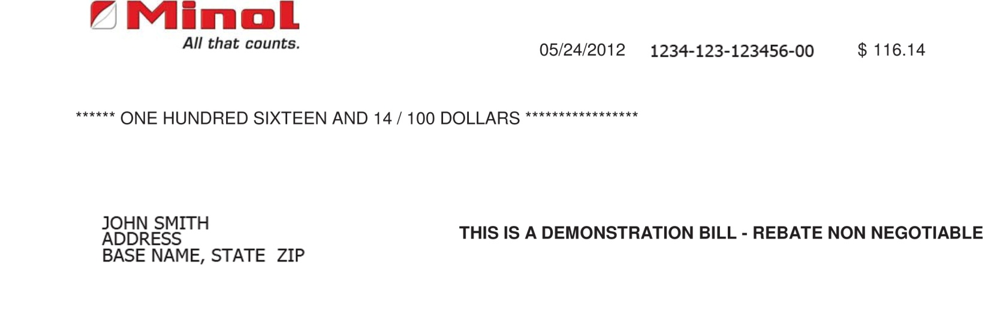 Minol
All that counts.
05/24/2012 1234-123-123456-00 $ 116.14
****** ONE HUNDRED SIXTEEN AND 14 / 100 DOLLARS *****************
JOHN SMITH
ADDRESS
BASE NAME, STATE ZIP
THIS IS A DEMONSTRATION BILL - REBATE NON NEGOTIABLE